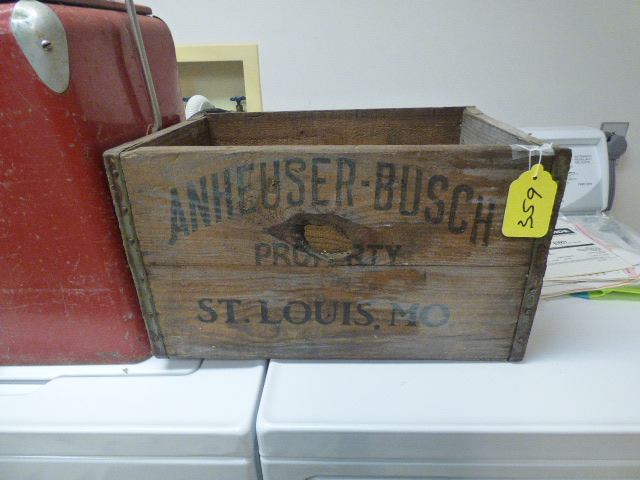 ANHEUSER-BUSCH
PROPERTY
ST. LOUIS, MO.
359